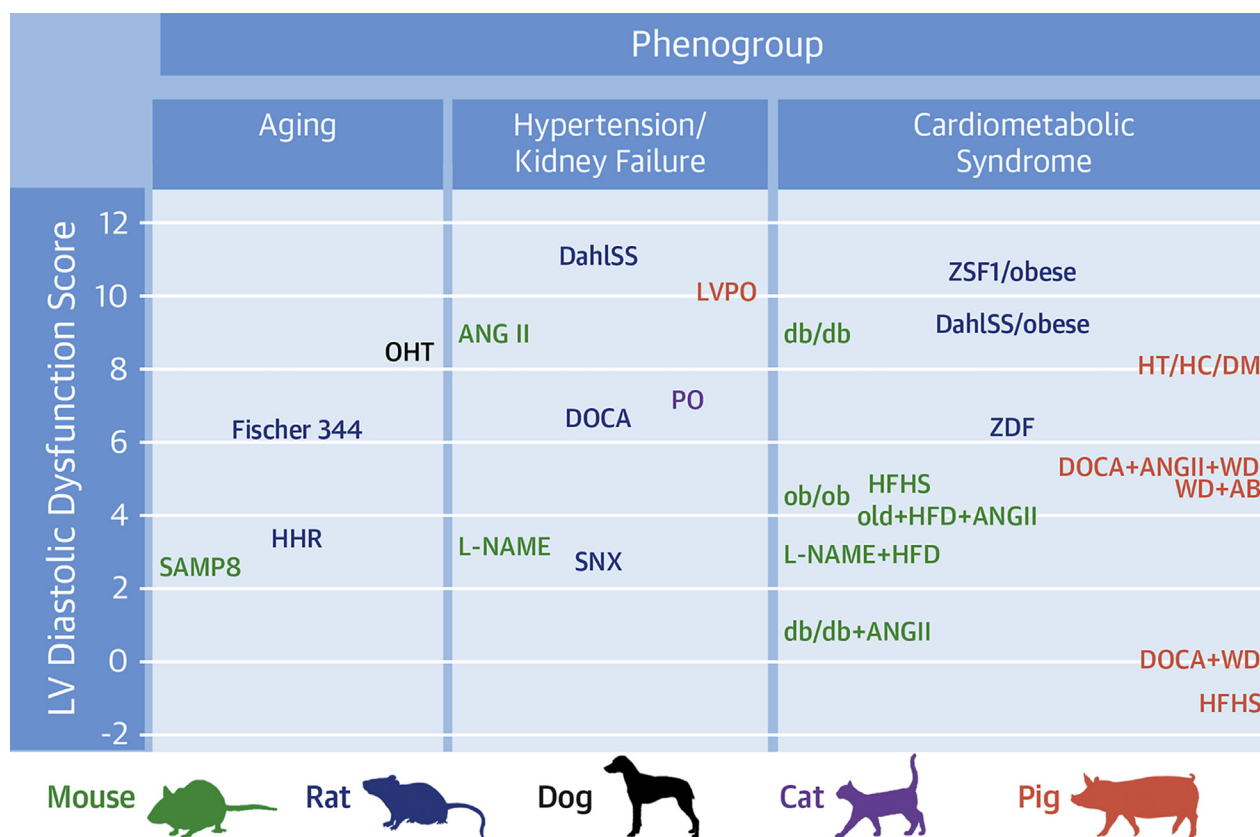 Phenogroup
Aging
Hypertension/
Kidney Failure
Cardiometabolic
Syndrome
LV Diastolic Dysfunction Score
12
10
8
6
4
2
0
-2
OHT
Fischer 344
HHR
SAMP8
DahlSS
LVPO
ANG II
PO
DOCA
L-NAME
SNX
ZSF1/obese
DahlSS/obese
db/db
HT/HC/DM
ZDF
DOCA+ANGII+WD
WD+AB
HFHS
ob/ob
old+HFD+ANGII
L-NAME+HFD
db/db+ANGII
DOCA+WD
HFHS
Mouse
Rat
Dog
Cat
Pig